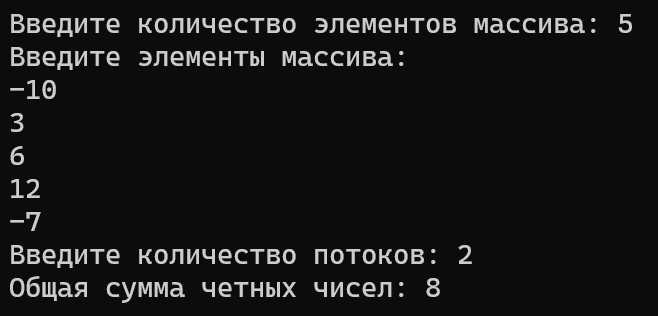 Введите количество элементов массива: 5
Введите элементы массива:
-10
3
6
12
-7
Введите количество потоков: 2
Общая сумма четных чисел: 8